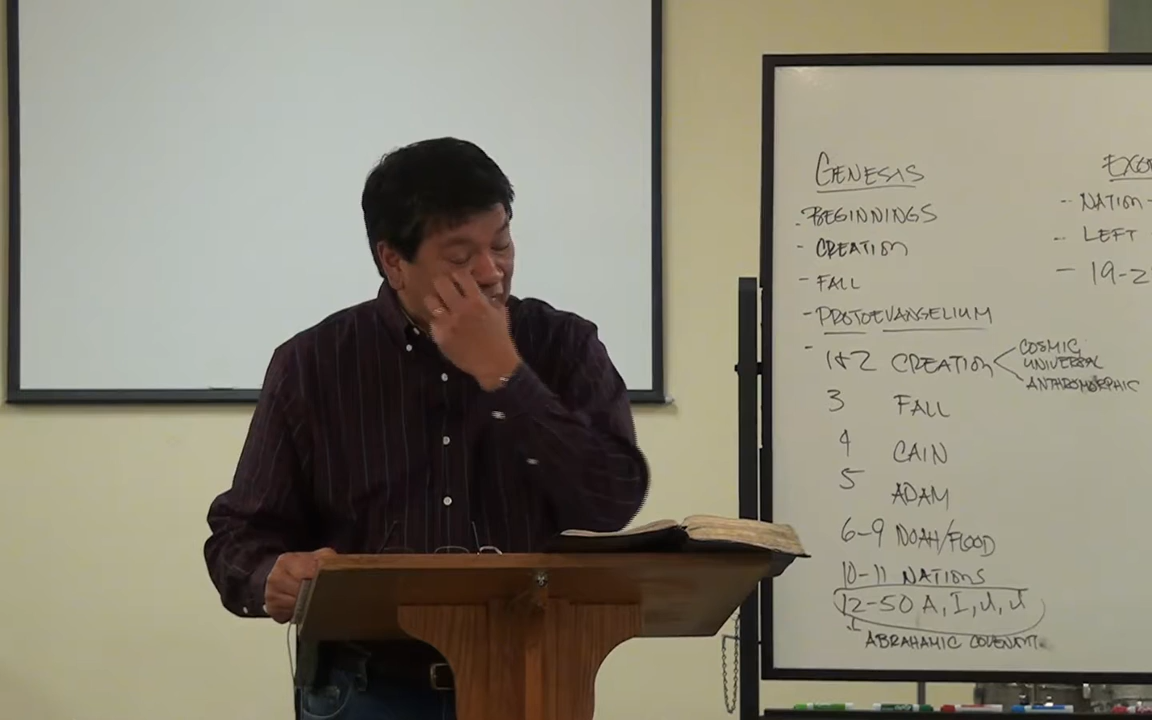 GENESIS
- BEGINNINGS
- CREATION
- FALL
- PROTOEVANGELIUM
-
1&2 CREATION
COSMIC
UNIVERSAL
ANTHROMORPHIC
3 FALL
4 CAIN
5 ADAM
6-9 NOAH/FLOOD
10-11 NATIONS
12-50 A, I, J, J
ABRAHAMIC COVENANT
EXO
- NATION -
- LEFT
- 19-2